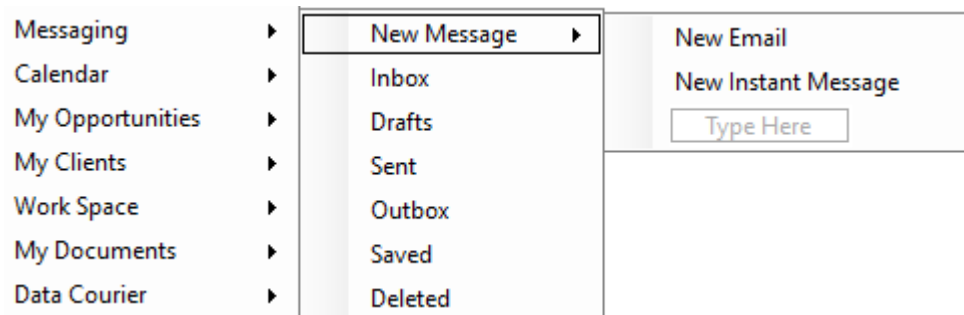 Messaging
Calendar
My Opportunities
My Clients
Work Space
My Documents
Data Courier
New Message
Inbox
Drafts
Sent
Outbox
Saved
Deleted
New Email
New Instant Message
Type Here